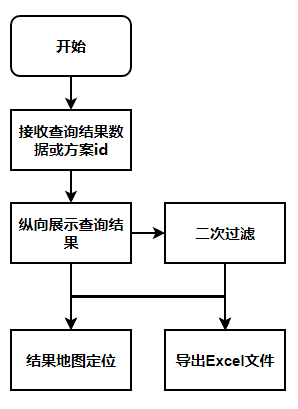 开始
接收查询结果数
据或方案id
纵向展示查询结
果
二次过滤
结果地图定位
导出Excel文件